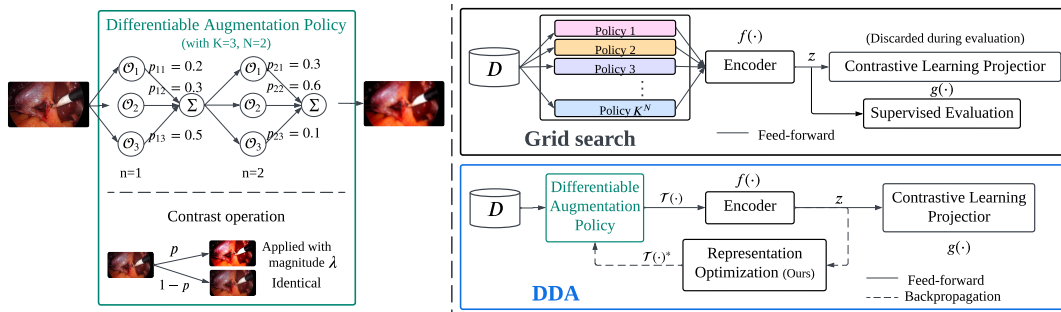 Differentiable Augmentation Policy
(with K=3, N=2)
𝒪₁
p₁₁ = 0.2
𝒪₁
p₂₁ = 0.3
p₁₂ = 0.3
p₂₂ = 0.6
𝒪₂
Σ
𝒪₂
Σ
p₁₃ = 0.5
p₂₃ = 0.1
𝒪₃
𝒪₃
n=1
n=2
Contrast operation
p
Applied with
magnitude λ
1 − p
Identical
D
Policy 1
Policy 2
Policy 3
⋮
Policy Kᴺ
Grid search
f(·)
Encoder
z
(Discarded during evaluation)
Contrastive Learning Projection
g(·)
Supervised Evaluation
Feed-forward
D
Differentiable
Augmentation
Policy
𝒯(·)
f(·)
Encoder
z
Contrastive Learning
Projector
g(·)
𝒯(·)*
Representation
Optimization (Ours)
DDA
Feed-forward
Backpropagation